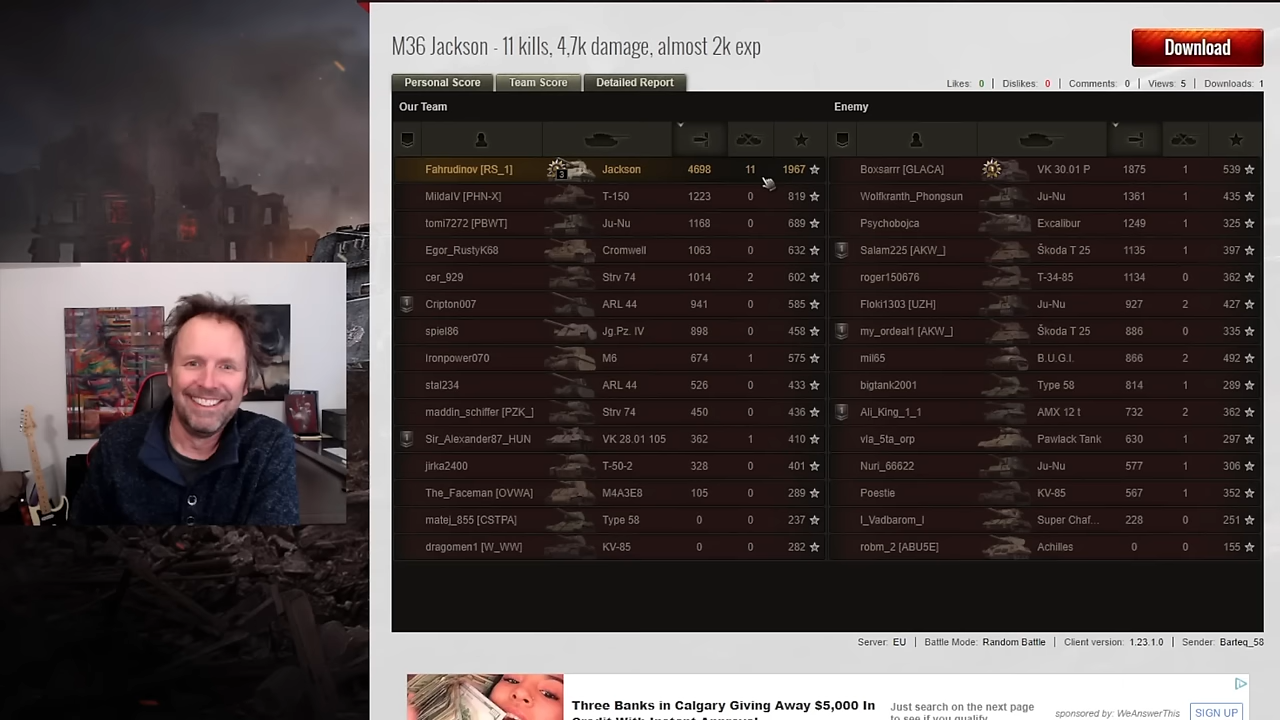 M36 Jackson - 11 kills, 4,7k damage, almost 2k exp
Download
Personal Score Team Score Detailed Report
Likes: 0 | Dislikes: 0 | Comments: 0 | Views: 5 | Downloads: 1
Our Team Enemy
Fahrudinov [RS_1] 3 Jackson 4698 11 1967 Boxsarrr [GLACA] VK 30.01 P 1875 1 539
MildaIV [PHN-X] T-150 1223 0 819 Wolfkranth_Phongsun Ju-Nu 1361 1 435
tomi7272 [PBWT] Ju-Nu 1168 0 689 Psychobojca Excalibur 1249 1 325
Egor_RustyK68 Cromwell 1063 0 632 Salam225 [AKW_] Škoda T 25 1135 1 397
cer_929 Strv 74 1014 2 602 roger150676 T-34-85 1134 0 362
Cripton007 ARL 44 941 0 585 Floki1303 [UZH] Ju-Nu 927 2 427
spiel86 Jg.Pz. IV 898 0 458 my_ordeal1 [AKW_] Škoda T 25 886 0 335
Ironpower070 M6 674 1 575 mil65 B.U.G.I. 866 2 492
stal234 ARL 44 526 0 433 bigtank2001 Type 58 814 1 289
maddin_schiffer [PZK_] Strv 74 450 0 436 Ali_King_1_1 AMX 12 t 732 2 362
Sir_Alexander87_HUN VK 28.01 105 362 1 410 via_5ta_orp Pawlack Tank 630 1 297
jirka2400 T-50-2 328 0 401 Nuri_66622 Ju-Nu 577 1 306
The_Faceman [OVWA] M4A3E8 105 0 289 Poestie KV-85 567 1 352
matej_855 [CSTPA] Type 58 0 0 237 I_Vadbarom_I Super Chaf... 228 0 251
dragomen1 [W_WW] KV-85 0 0 282 robm_2 [ABU5E] Achilles 0 0 155
Server: EU | Battle Mode: Random Battle | Client version: 1.23.1.0 | Sender: Barteq_58
Three Banks in Calgary Giving Away $5,000 In
Credit With Instant Approval
Just search on the next page
to see if you qualify
sponsored by: WeAnswerThis
SIGN UP